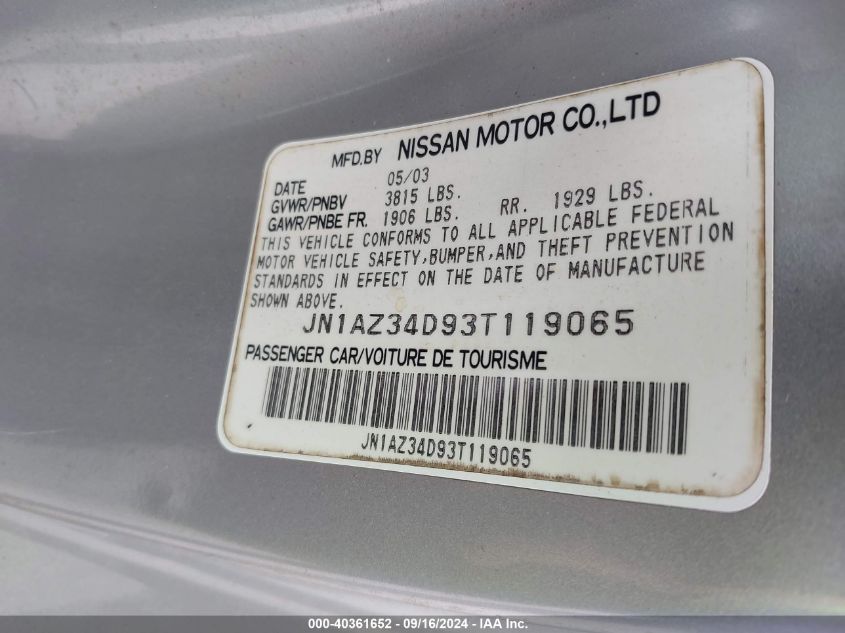 MFD.BY NISSAN MOTOR CO.,LTD
DATE 05/03
GVWR/PNBV 3815 LBS.
GAWR/PNBE FR. 1906 LBS. RR. 1929 LBS.
THIS VEHICLE CONFORMS TO ALL APPLICABLE FEDERAL
MOTOR VEHICLE SAFETY,BUMPER,AND THEFT PREVENTION
STANDARDS IN EFFECT ON THE DATE OF MANUFACTURE
SHOWN ABOVE.
JN1AZ34D93T119065
PASSENGER CAR/VOITURE DE TOURISME
JN1AZ34D93T119065
000-40361652 - 09/16/2024 - IAA Inc.